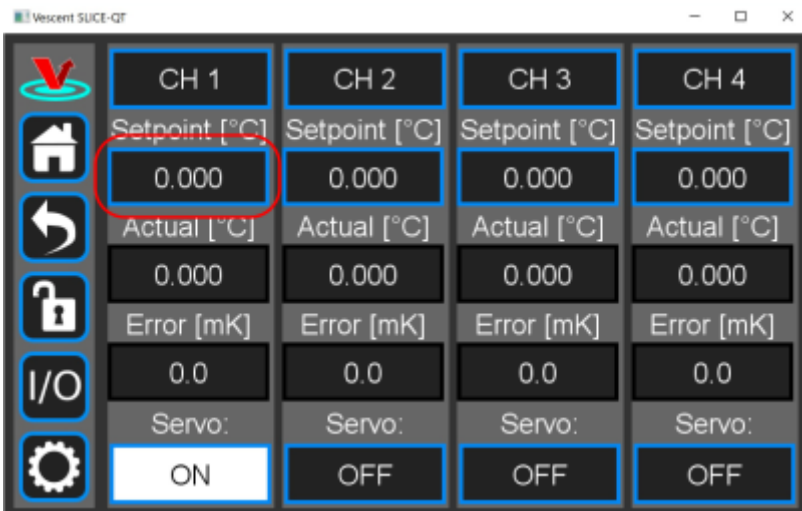 Vescent SLICE-QT
CH 1 CH 2 CH 3 CH 4
Setpoint [°C] Setpoint [°C] Setpoint [°C] Setpoint [°C]
0.000 0.000 0.000 0.000
Actual [°C] Actual [°C] Actual [°C] Actual [°C]
0.000 0.000 0.000 0.000
Error [mK] Error [mK] Error [mK] Error [mK]
I/O 0.0 0.0 0.0 0.0
Servo: Servo: Servo: Servo:
ON OFF OFF OFF